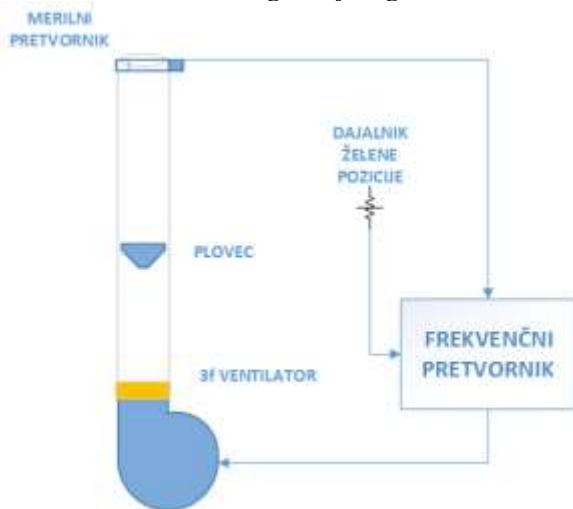 MERILNI
PRETVORNIK
DAJALNIK
ŽELENE
POZICIJE
PLOVEC
FREKVENČNI
PRETVORNIK
3f VENTILATOR